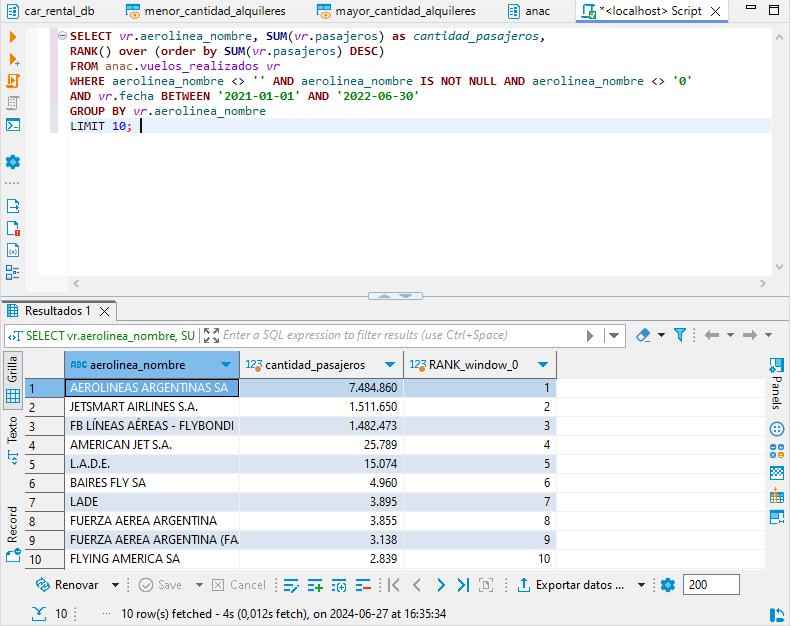 car_rental_db menor_cantidad_alquileres mayor_cantidad_alquileres anac *<localhost> Script
SELECT vr.aerolinea_nombre, SUM(vr.pasajeros) as cantidad_pasajeros,
RANK() over (order by SUM(vr.pasajeros) DESC)
FROM anac.vuelos_realizados vr
WHERE aerolinea_nombre <> '' AND aerolinea_nombre IS NOT NULL AND aerolinea_nombre <> '0'
AND vr.fecha BETWEEN '2021-01-01' AND '2022-06-30'
GROUP BY vr.aerolinea_nombre
LIMIT 10;
Resultados 1
SELECT vr.aerolinea_nombre, SU Enter a SQL expression to filter results (use Ctrl+Space)
Grilla
Texto
Record
ABC aerolinea_nombre 123 cantidad_pasajeros 123 RANK_window_0
1 AEROLINEAS ARGENTINAS SA 7.484.860 1
2 JETSMART AIRLINES S.A. 1.511.650 2
3 FB LÍNEAS AÉREAS - FLYBONDI 1.482.473 3
4 AMERICAN JET S.A. 25.789 4
5 L.A.D.E. 15.074 5
6 BAIRES FLY SA 4.960 6
7 LADE 3.895 7
8 FUERZA AEREA ARGENTINA 3.855 8
9 FUERZA AEREA ARGENTINA (FA. 3.138 9
10 FLYING AMERICA SA 2.839 10
Panels
Renovar Save Cancel Exportar datos ... 200
10 ... 10 row(s) fetched - 4s (0,012s fetch), on 2024-06-27 at 16:35:34